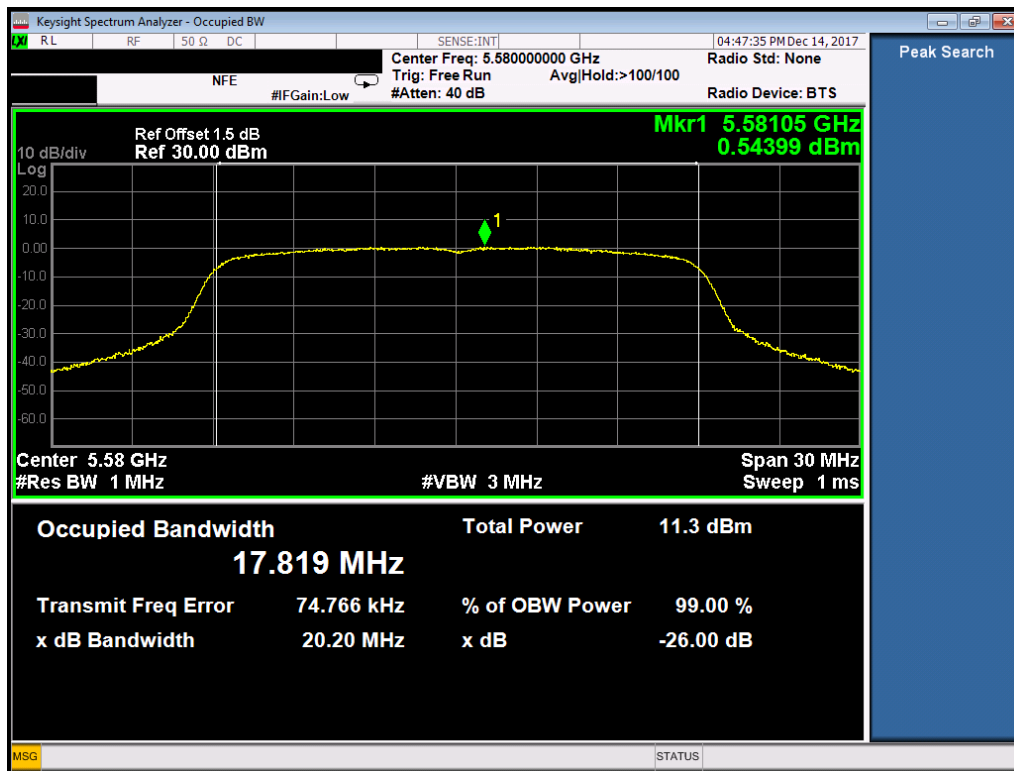 Keysight Spectrum Analyzer - Occupied BW
LXI RL RF 50 Ω DC SENSE:INT 04:47:35 PM Dec 14, 2017
Center Freq: 5.580000000 GHz Radio Std: None
NFE Trig: Free Run Avg|Hold:>100/100
#IFGain:Low #Atten: 40 dB Radio Device: BTS
Peak Search
Mkr1 5.58105 GHz
Ref Offset 1.5 dB 0.54399 dBm
10 dB/div Ref 30.00 dBm
Log
20.0
10.0
1
0.00
-10.0
-20.0
-30.0
-40.0
-50.0
-60.0
Center 5.58 GHz Span 30 MHz
#Res BW 1 MHz #VBW 3 MHz Sweep 1 ms
Occupied Bandwidth Total Power 11.3 dBm
17.819 MHz
Transmit Freq Error 74.766 kHz % of OBW Power 99.00 %
x dB Bandwidth 20.20 MHz x dB -26.00 dB
MSG STATUS